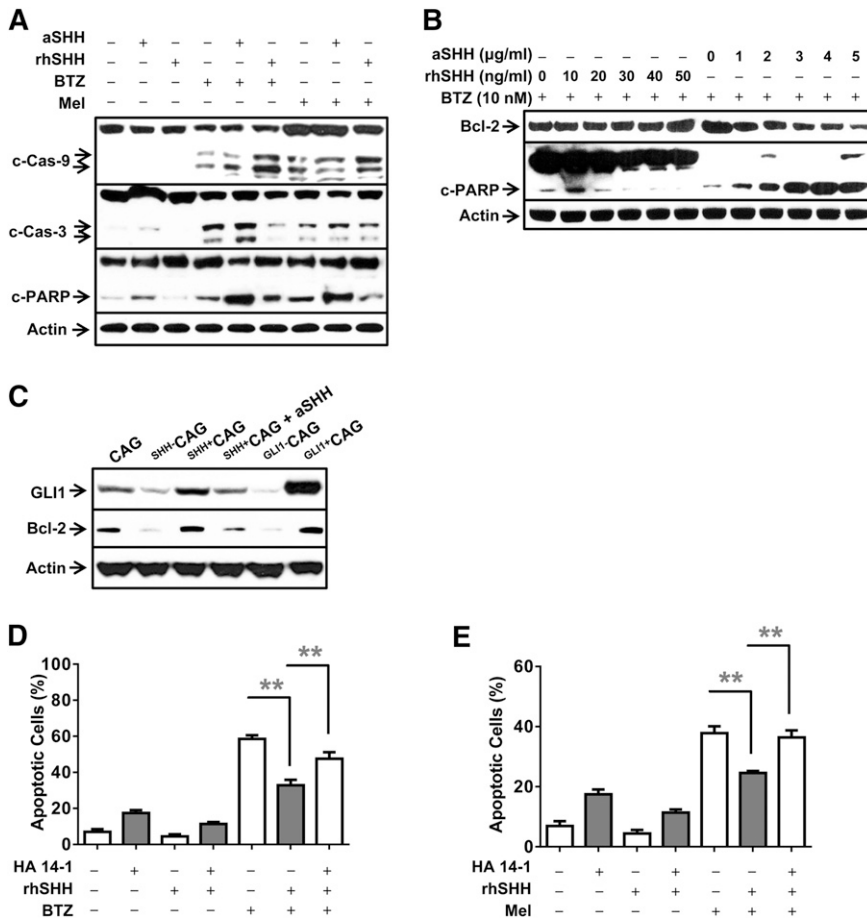 A
aSHH – + – – + – – + –
rhSHH – – + – – + – – +
BTZ – – – + + + – – –
Mel – – – – – – + + +
c-Cas-9
c-Cas-3
c-PARP
Actin
B
aSHH (µg/ml) – – – – – – 0 1 2 3 4 5
rhSHH (ng/ml) 0 10 20 30 40 50 – – – – – –
BTZ (10 nM) + + + + + + + + + + + +
Bcl-2
c-PARP
Actin
C
CAG SHH-CAG SHH+CAG SHH+CAG + aSHH GLI1-CAG GLI1+CAG
GLI1
Bcl-2
Actin
D
Apoptotic Cells (%)
100
80
60
40
20
0
**
**
HA 14-1 – + – + – – +
rhSHH – – + + – + +
BTZ – – – – + + +
E
Apoptotic Cells (%)
60
40
20
0
**
**
HA 14-1 – + – + – – +
rhSHH – – + + – + +
Mel – – – – + + +